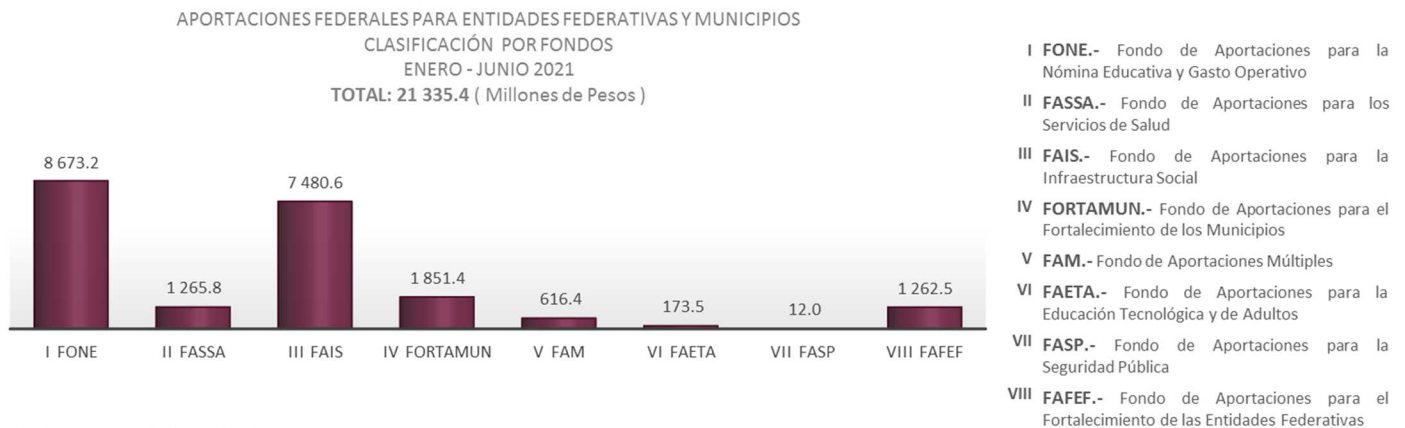 APORTACIONES FEDERALES PARA ENTIDADES FEDERATIVAS Y MUNICIPIOS
CLASIFICACIÓN POR FONDOS
ENERO - JUNIO 2021
TOTAL: 21 335.4 ( Millones de Pesos )
8 673.2
1 265.8
7 480.6
1 851.4
616.4
173.5
12.0
1 262.5
I FONE
II FASSA
III FAIS
IV FORTAMUN
V FAM
VI FAETA
VII FASP
VIII FAFEF
I FONE.- Fondo de Aportaciones para la
Nómina Educativa y Gasto Operativo
II FASSA.- Fondo de Aportaciones para los
Servicios de Salud
III FAIS.- Fondo de Aportaciones para la
Infraestructura Social
IV FORTAMUN.- Fondo de Aportaciones para el
Fortalecimiento de los Municipios
V FAM.- Fondo de Aportaciones Múltiples
VI FAETA.- Fondo de Aportaciones para la
Educación Tecnológica y de Adultos
VII FASP.- Fondo de Aportaciones para la
Seguridad Pública
VIII FAFEF.- Fondo de Aportaciones para el
Fortalecimiento de las Entidades Federativas